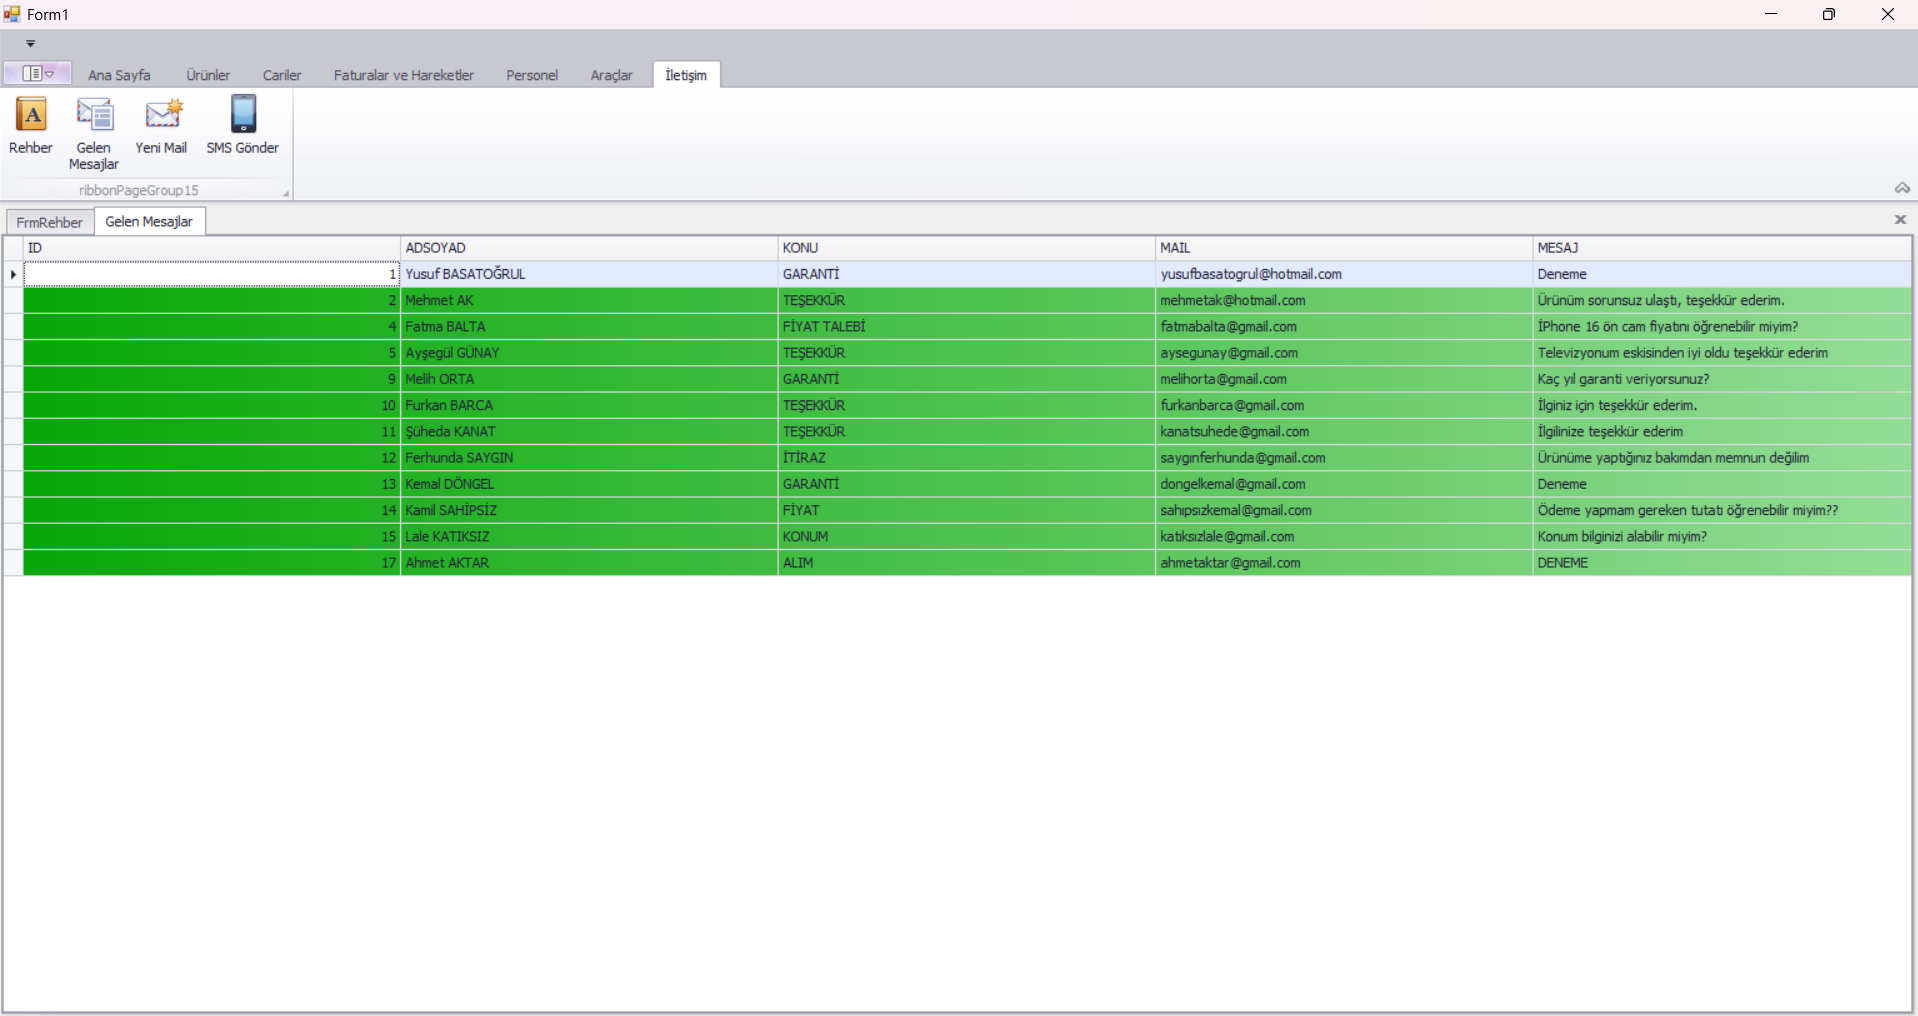 Form1
Ana Sayfa Ürünler Cariler Faturalar ve Hareketler Personel Araçlar İletişim
A
Rehber Gelen Mesajlar Yeni Mail SMS Gönder
ribbonPageGroup15
FrmRehber Gelen Mesajlar
ID ADSOYAD KONU MAIL MESAJ
1 Yusuf BASATOĞRUL GARANTİ yusufbasatogrul@hotmail.com Deneme
2 Mehmet AK TEŞEKKÜR mehmetak@hotmail.com Ürünüm sorunsuz ulaştı, teşekkür ederim.
4 Fatma BALTA FİYAT TALEBİ fatmabalta@gmail.com İPhone 16 ön cam fiyatını öğrenebilir miyim?
5 Ayşegül GÜNAY TEŞEKKÜR aysegunay@gmail.com Televizyonum eskisinden iyi oldu teşekkür ederim
9 Melih ORTA GARANTİ melihorta@gmail.com Kaç yıl garanti veriyorsunuz?
10 Furkan BARCA TEŞEKKÜR furkanbarca@gmail.com İlginiz için teşekkür ederim.
11 Şüheda KANAT TEŞEKKÜR kanatsuhede@gmail.com İlgilinize teşekkür ederim
12 Ferhunda SAYGIN İTİRAZ saygınferhunda@gmail.com Ürünüme yaptığınız bakımdan memnun değilim
13 Kemal DÖNGEL GARANTİ dongelkemal@gmail.com Deneme
14 Kamil SAHİPSİZ FİYAT sahıpsızkemal@gmail.com Ödeme yapmam gereken tutatı öğrenebilir miyim??
15 Lale KATIKSIZ KONUM katıksızlale@gmail.com Konum bilginizi alabilir miyim?
17 Ahmet AKTAR ALIM ahmetaktar@gmail.com DENEME